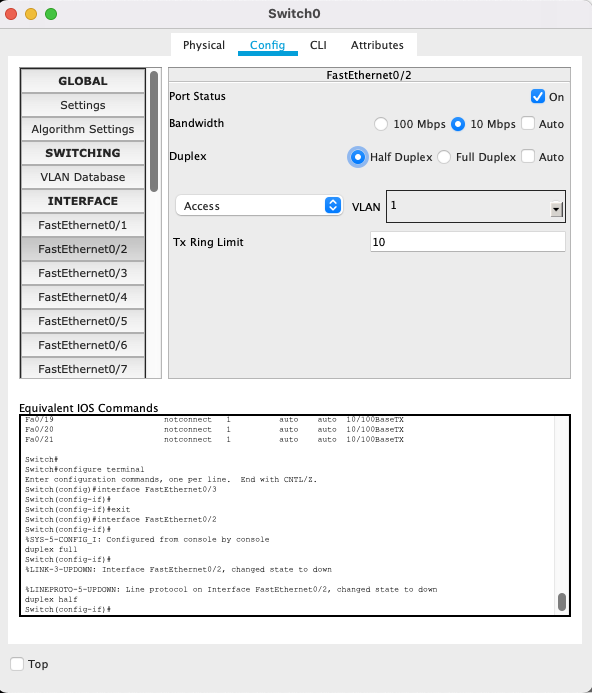 Switch0
Physical Config CLI Attributes
GLOBAL
Settings
Algorithm Settings
SWITCHING
VLAN Database
INTERFACE
FastEthernet0/1
FastEthernet0/2
FastEthernet0/3
FastEthernet0/4
FastEthernet0/5
FastEthernet0/6
FastEthernet0/7
FastEthernet0/2
Port Status On
Bandwidth 100 Mbps 10 Mbps Auto
Duplex Half Duplex Full Duplex Auto
Access VLAN 1
Tx Ring Limit 10
Equivalent IOS Commands
Fa0/19 notconnect 1 auto auto 10/100BaseTX
Fa0/20 notconnect 1 auto auto 10/100BaseTX
Fa0/21 notconnect 1 auto auto 10/100BaseTX
Switch#
Switch#configure terminal
Enter configuration commands, one per line. End with CNTL/Z.
Switch(config)#interface FastEthernet0/3
Switch(config-if)#
Switch(config-if)#exit
Switch(config)#interface FastEthernet0/2
Switch(config-if)#
%SYS-5-CONFIG_I: Configured from console by console
duplex full
Switch(config-if)#
%LINK-3-UPDOWN: Interface FastEthernet0/2, changed state to down
%LINEPROTO-5-UPDOWN: Line protocol on Interface FastEthernet0/2, changed state to down
duplex half
Switch(config-if)#
Top